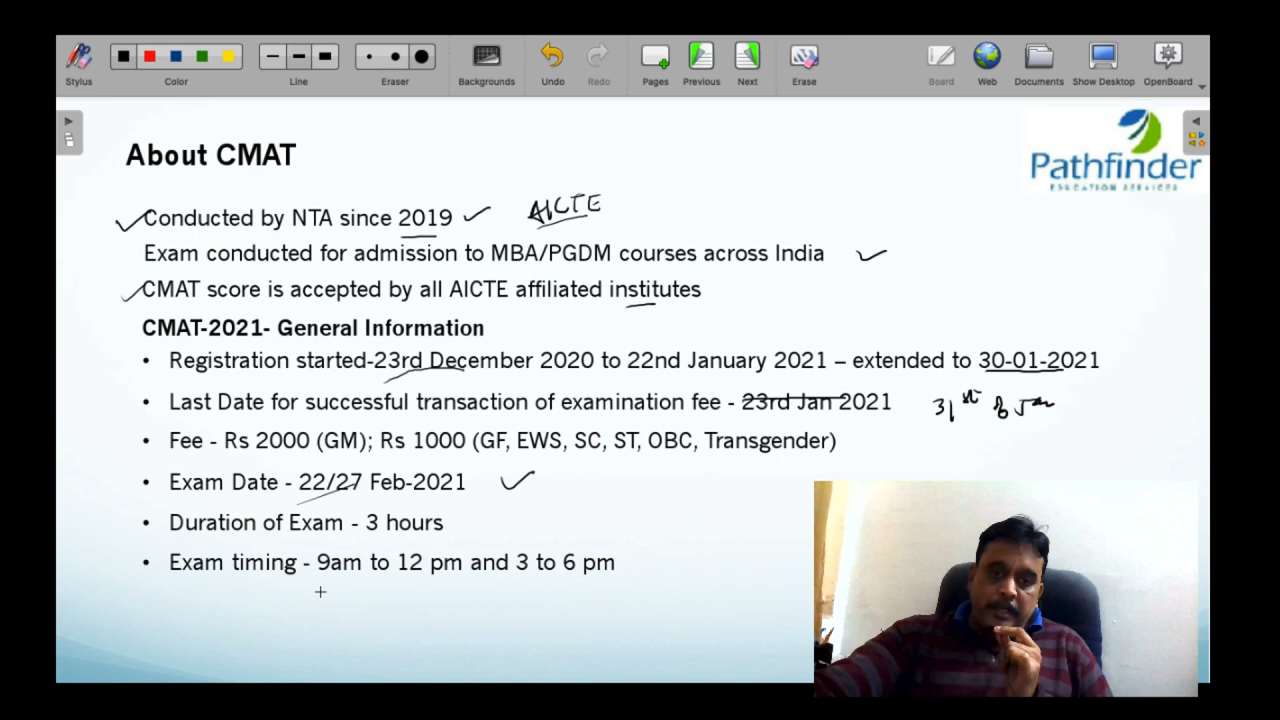 Stylus
Color
Line
Eraser
Backgrounds
Undo
Redo
Pages
Previous
Next
Erase
Board
Web
Documents
Show Desktop
OpenBoard
About CMAT
Pathfinder
EDUCATION SERVICES
Conducted by NTA since 2019 AICTE
Exam conducted for admission to MBA/PGDM courses across India
CMAT score is accepted by all AICTE affiliated institutes
CMAT-2021- General Information
• Registration started-23rd December 2020 to 22nd January 2021 – extended to 30-01-2021
• Last Date for successful transaction of examination fee - 23rd Jan 2021 31st of Jan
• Fee - Rs 2000 (GM); Rs 1000 (GF, EWS, SC, ST, OBC, Transgender)
• Exam Date - 22/27 Feb-2021
• Duration of Exam - 3 hours
• Exam timing - 9am to 12 pm and 3 to 6 pm